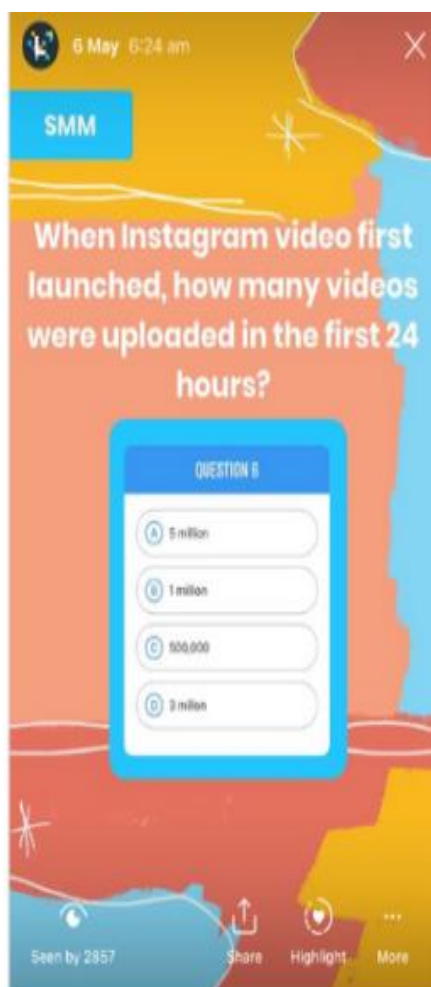 6 May 6:24 am
SMM
When Instagram video first
launched, how many videos
were uploaded in the first 24
hours?
QUESTION 6
A 5 million
B 1 million
C 500,000
D 3 millon
Seen by 2857
Share
Highlight
More